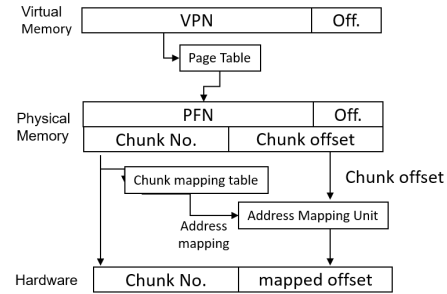 Virtual
Memory
VPN
Off.
Page Table
Physical
Memory
PFN
Off.
Chunk No.
Chunk offset
Chunk mapping table
Chunk offset
Address
mapping
Address Mapping Unit
Hardware
Chunk No.
mapped offset